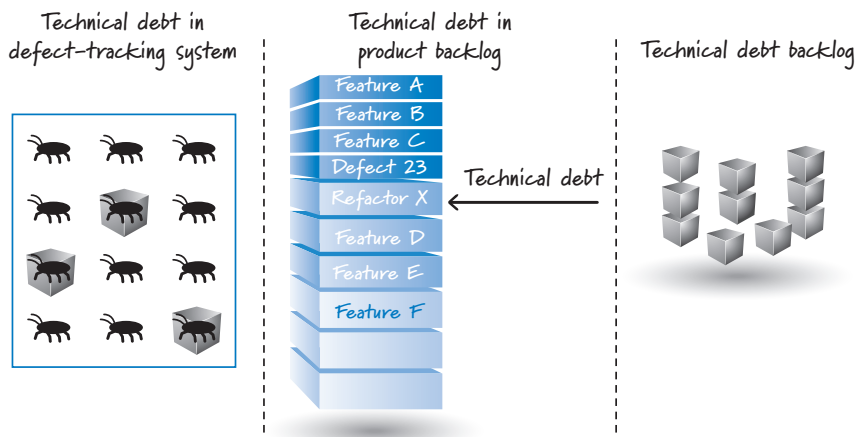 Technical debt in
defect-tracking system
Technical debt in
product backlog
Technical debt backlog
Feature A
Feature B
Feature C
Defect 23
Refactor X
Feature D
Feature E
Feature F
Technical debt